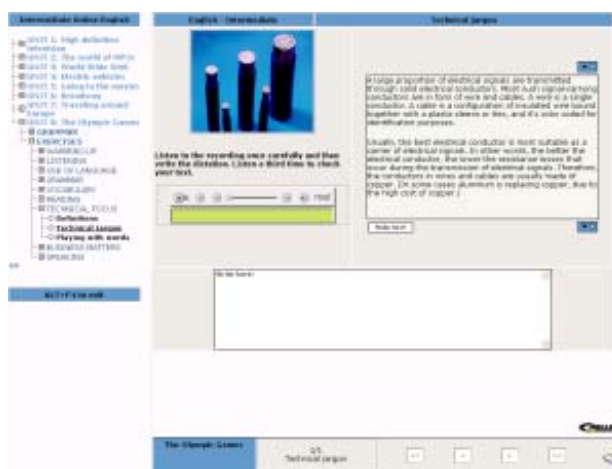 Intermediate Online English
English - Intermediate
Technical Jargon
UNIT 1: High definition
television
UNIT 2: The world of MP3s
UNIT 3: World Wide Web
UNIT 4: Electric vehicles
UNIT 5: Going to the movies
UNIT 6: Broadway
UNIT 7: Traveling around
Europe
UNIT 8: The Olympic Games
GRAMMAR
EXERCISES
WARMING UP
LISTENING
USE OF LANGUAGE
GRAMMAR
VOCABULARY
READING
TECHNICAL FOCUS
Definitions
Technical Jargon
Playing with words
BUSINESS MATTERS
SPEAKING
ALT+F4 to exit
Listen to the recording once carefully and then
write the dictation. Listen a third time to check
your text.
A large proportion of electrical signals are transmitted
through solid electrical conductors. Most such signal-carrying
conductors are in form of wire and cables. A wire is a single
conductor. A cable is a configuration of insulated wire bound
together with a plastic sleeve or ties, and it's color coded for
identification purposes.
Usually, the best electrical conductor is most suitable as a
carrier of electrical signals. In other words, the better the
electrical conductor, the lower the resistance losses that
occur during the transmission of electrical signals. Therefore,
the conductors in wires and cables are usually made of
copper. (In some cases aluminum is replacing copper, due to
the high cost of copper.)
Hide text
Write here:
The Olympic Games
1/1
Technical Jargon